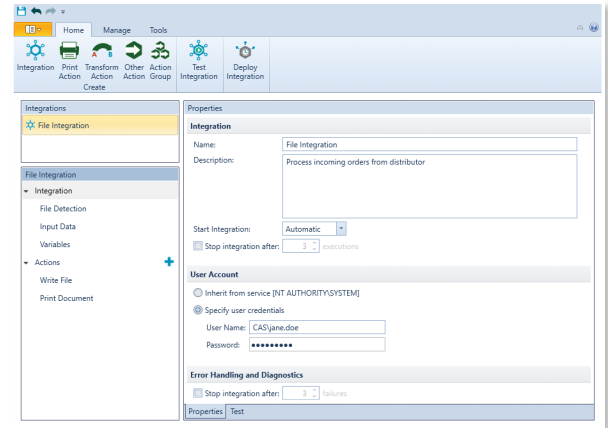 Home Manage Tools
Integration Print Action Transform Action Other Action Action Group Test Integration Deploy Integration
A B
Create
Integrations
File Integration
File Integration
Integration
File Detection
Input Data
Variables
Actions
Write File
Print Document
Properties
Integration
Name: File Integration
Description: Process incoming orders from distributor
Start Integration: Automatic
Stop integration after: 3 executions
User Account
Inherit from service [NT AUTHORITY\SYSTEM]
Specify user credentials
User Name: CAS\jane.doe
Password: •••••••••
Error Handling and Diagnostics
Stop integration after: 3 failures
Properties Test